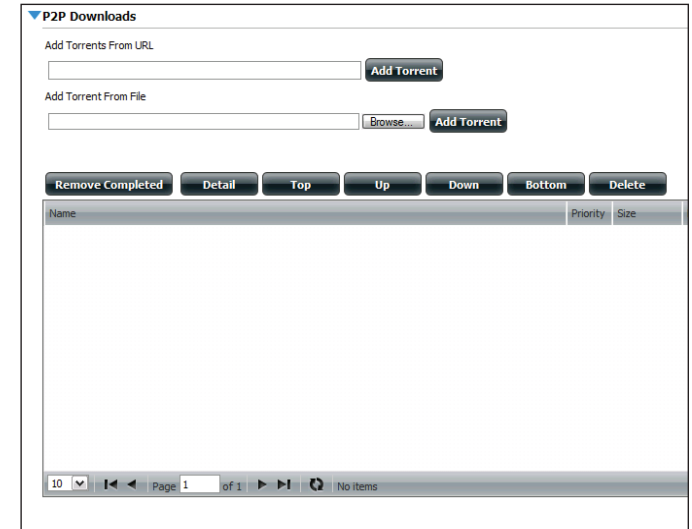 P2P Downloads
Add Torrents From URL
Add Torrent
Add Torrent From File
Browse... Add Torrent
Remove Completed Detail Top Up Down Bottom Delete
Name Priority Size
10 Page 1 of 1 No items